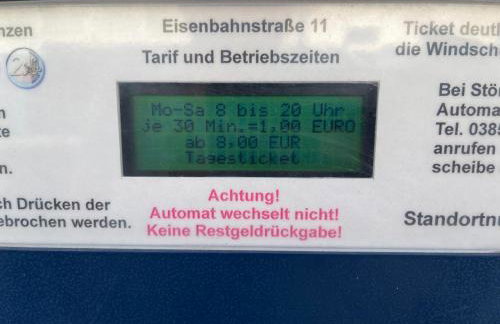 nzen
n
te
n.
ch Drücken der
ebrochen werden.
Eisenbahnstraße 11
Tarif und Betriebszeiten
Mo-Sa 8 bis 20 Uhr
je 30 Min.=1,00 EURO
ab 8,00 EUR
Tagesticket
Achtung!
Automat wechselt nicht!
Keine Restgeldrückgabe!
Ticket deutl
die Windsch
Bei Stör
Automa
Tel. 0385
anrufen
scheibe
Standortnu